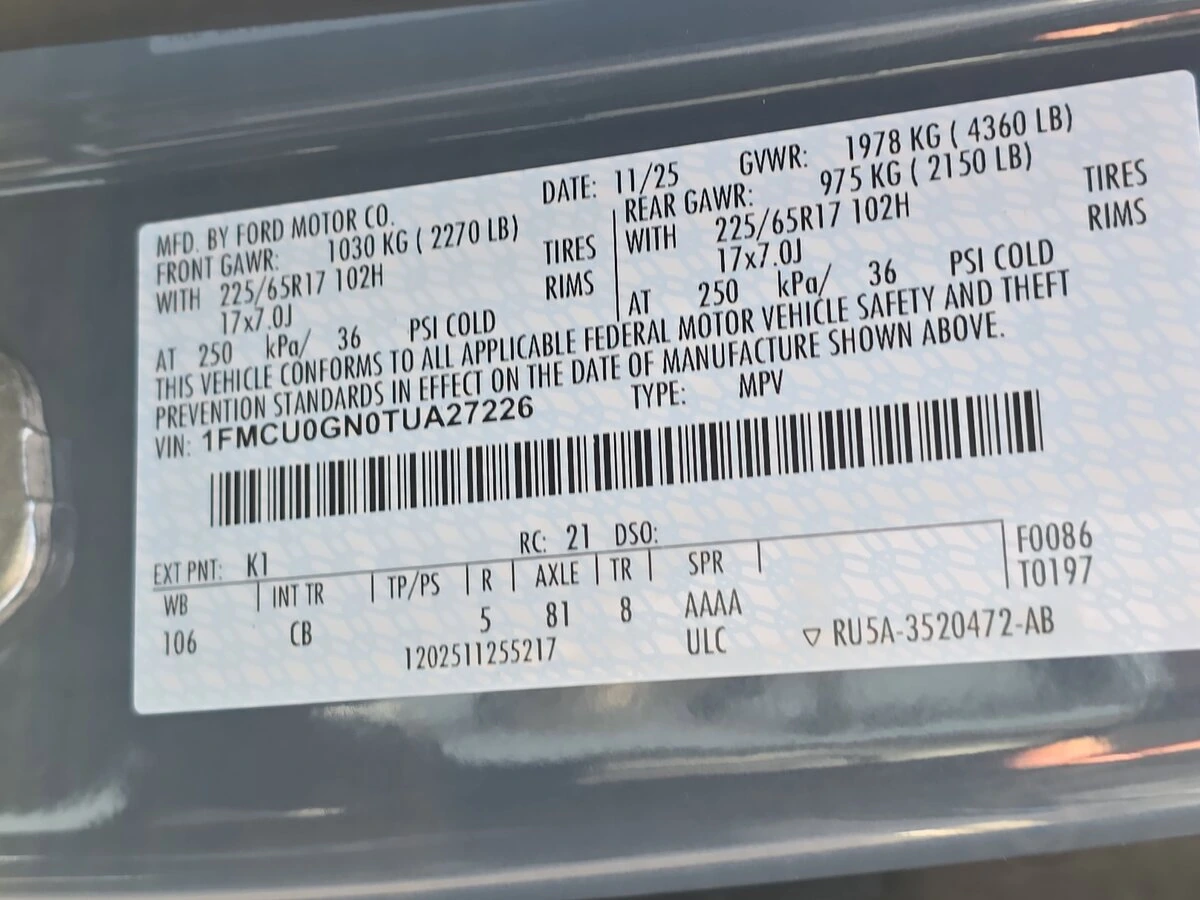 MFD. BY FORD MOTOR CO. DATE: 11/25 GVWR: 1978 KG ( 4360 LB)
FRONT GAWR: 1030 KG ( 2270 LB) REAR GAWR: 975 KG ( 2150 LB)
WITH 225/65R17 102H TIRES WITH 225/65R17 102H TIRES
17x7.0J RIMS 17x7.0J RIMS
AT 250 kPa/ 36 PSI COLD AT 250 kPa/ 36 PSI COLD
THIS VEHICLE CONFORMS TO ALL APPLICABLE FEDERAL MOTOR VEHICLE SAFETY AND THEFT
PREVENTION STANDARDS IN EFFECT ON THE DATE OF MANUFACTURE SHOWN ABOVE.
VIN: 1FMCU0GN0TUA27226 TYPE: MPV
EXT PNT: K1 RC: 21 DSO: F0086
WB INT TR TP/PS R AXLE TR SPR T0197
106 CB 5 81 8 AAAA
1202511255217 ULC ▽ RU5A-3520472-AB